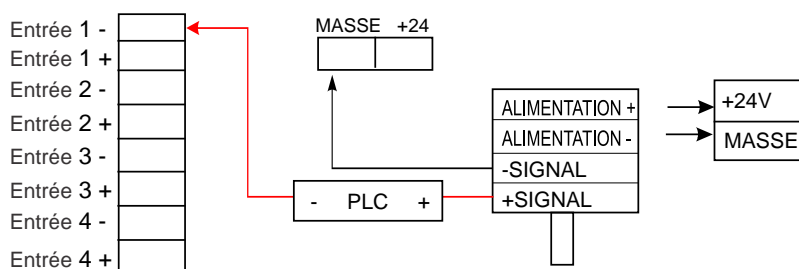 Entrée 1 -
Entrée 1 +
Entrée 2 -
Entrée 2 +
Entrée 3 -
Entrée 3 +
Entrée 4 -
Entrée 4 +
MASSE +24
- PLC +
ALIMENTATION +
ALIMENTATION -
-SIGNAL
+SIGNAL
+24V
MASSE